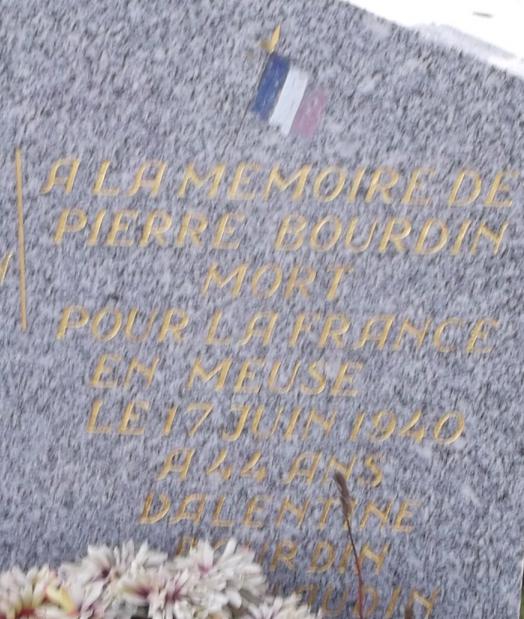 A LA MEMOIRE DE
PIERRE BOURDIN
MORT
POUR LA FRANCE
EN MEUSE
LE 17 JUIN 1940
A 44 ANS
VALENTINE
BOURDIN